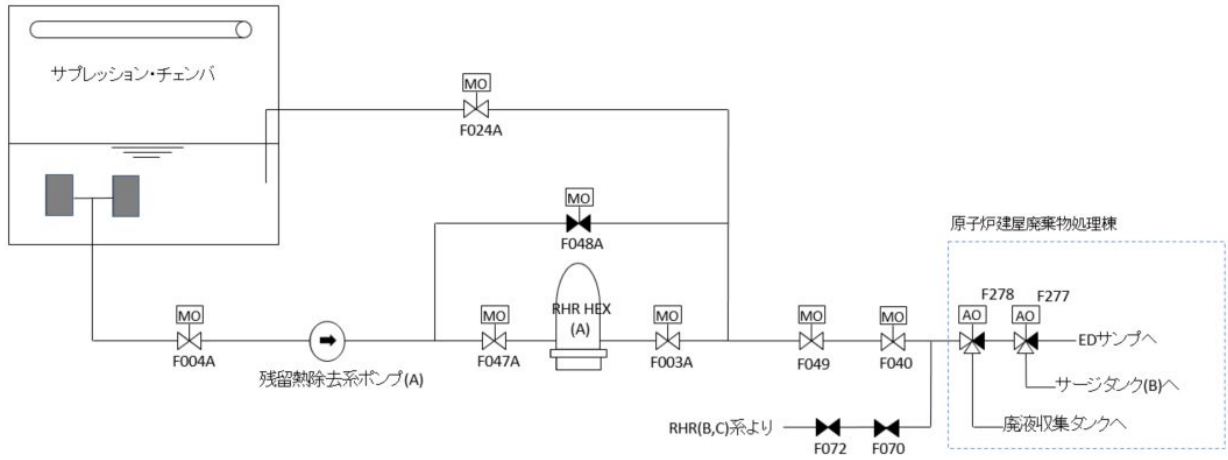 サプレッション・チェンバ
MO
F024A
MO
F048A
原子炉建屋廃棄物処理棟
MO
F004A
残留熱除去系ポンプ(A)
MO
F047A
RHR HEX
(A)
MO
F003A
MO
F049
MO
F040
AO
F278
AO
F277
EDサンプへ
サージタンク(B)へ
廃液収集タンクへ
RHR(B,C)系より
F072
F070